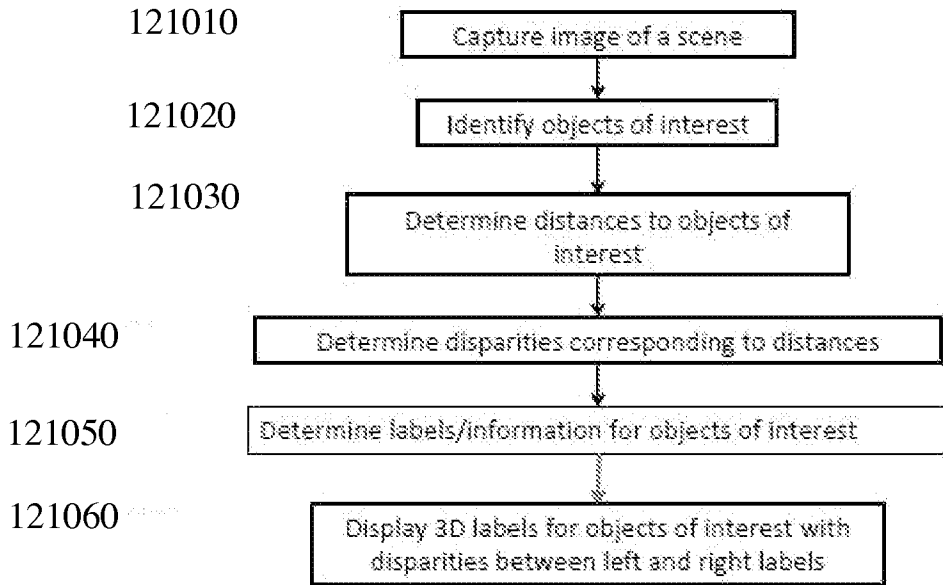 121010
Capture image of a scene
121020
Identify objects of interest
121030
Determine distances to objects of
interest
121040
Determine disparities corresponding to distances
121050
Determine labels/information for objects of interest
121060
Display 3D labels for objects of interest with
disparities between left and right labels